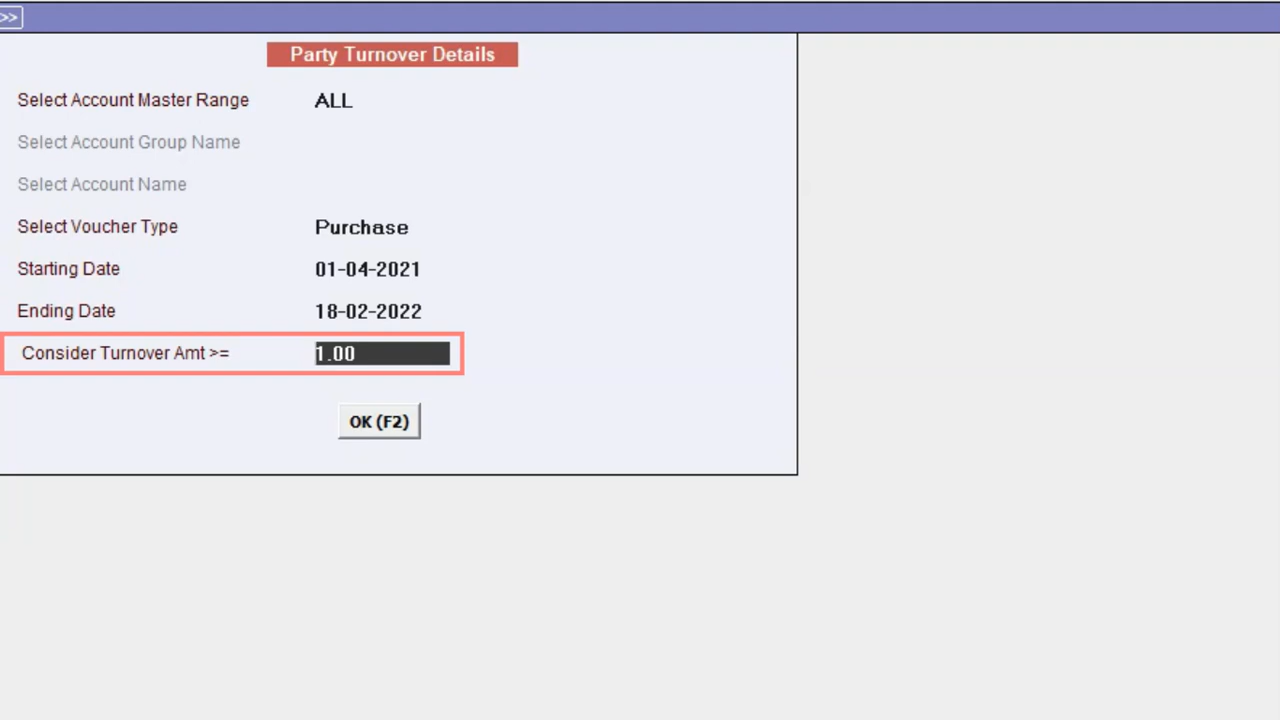 >>
Party Turnover Details
Select Account Master Range ALL
Select Account Group Name
Select Account Name
Select Voucher Type Purchase
Starting Date 01-04-2021
Ending Date 18-02-2022
Consider Turnover Amt >= 1.00
OK (F2)